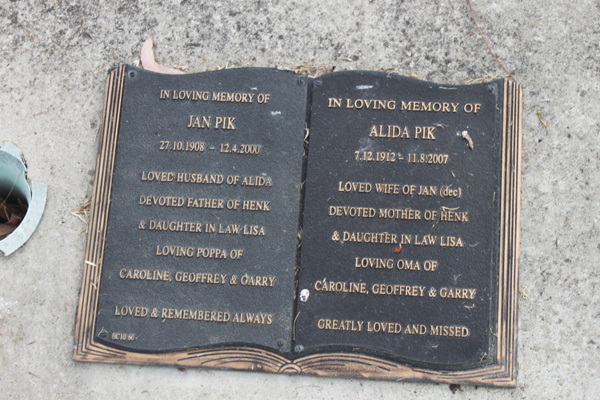 IN LOVING MEMORY OF
JAN PIK
27.10.1908 - 12.4.2000
LOVED HUSBAND OF ALIDA
DEVOTED FATHER OF HENK
& DAUGHTER IN LAW LISA
LOVING POPPA OF
CAROLINE, GEOFFREY & GARRY
LOVED & REMEMBERED ALWAYS
IN LOVING MEMORY OF
ALIDA PIK
7.12.1912 - 11.8.2007
LOVED WIFE OF JAN (dec)
DEVOTED MOTHER OF HENK
& DAUGHTER IN LAW LISA
LOVING OMA OF
CAROLINE, GEOFFREY & GARRY
GREATLY LOVED AND MISSED